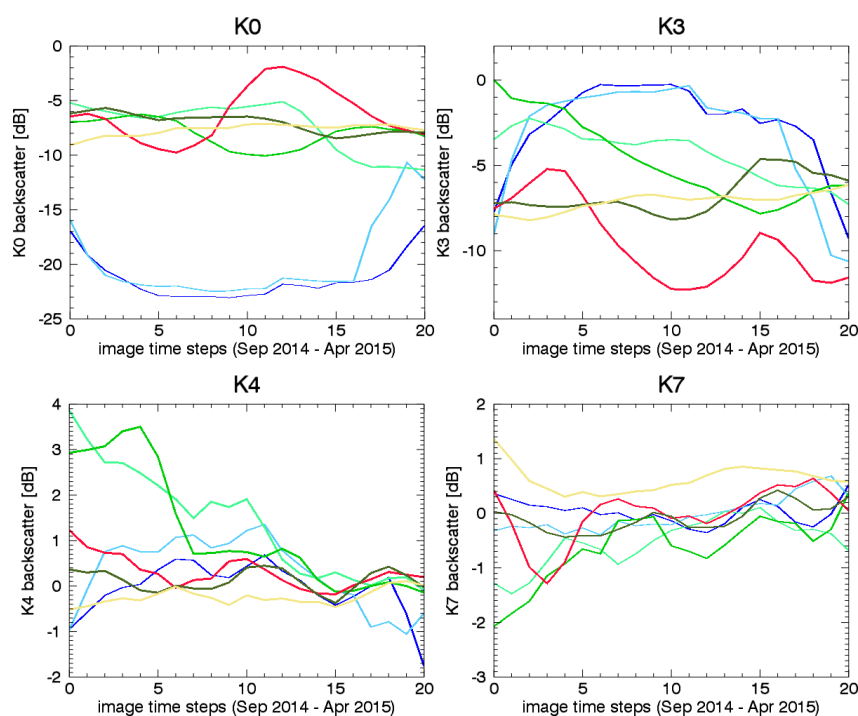 K0
K0 backscatter [dB]
0
-5
-10
-15
-20
-25
0 5 10 15 20
image time steps (Sep 2014 - Apr 2015)
K3
K3 backscatter [dB]
0
-5
-10
0 5 10 15 20
image time steps (Sep 2014 - Apr 2015)
K4
K4 backscatter [dB]
4
3
2
1
0
-1
-2
0 5 10 15 20
image time steps (Sep 2014 - Apr 2015)
K7
K7 backscatter [dB]
2
1
0
-1
-2
-3
0 5 10 15 20
image time steps (Sep 2014 - Apr 2015)